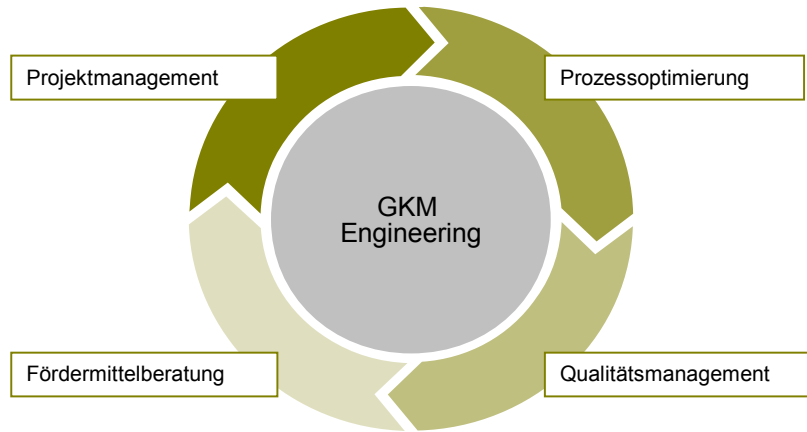 Projektmanagement
Prozessoptimierung
GKM
Engineering
Fördermittelberatung
Qualitätsmanagement